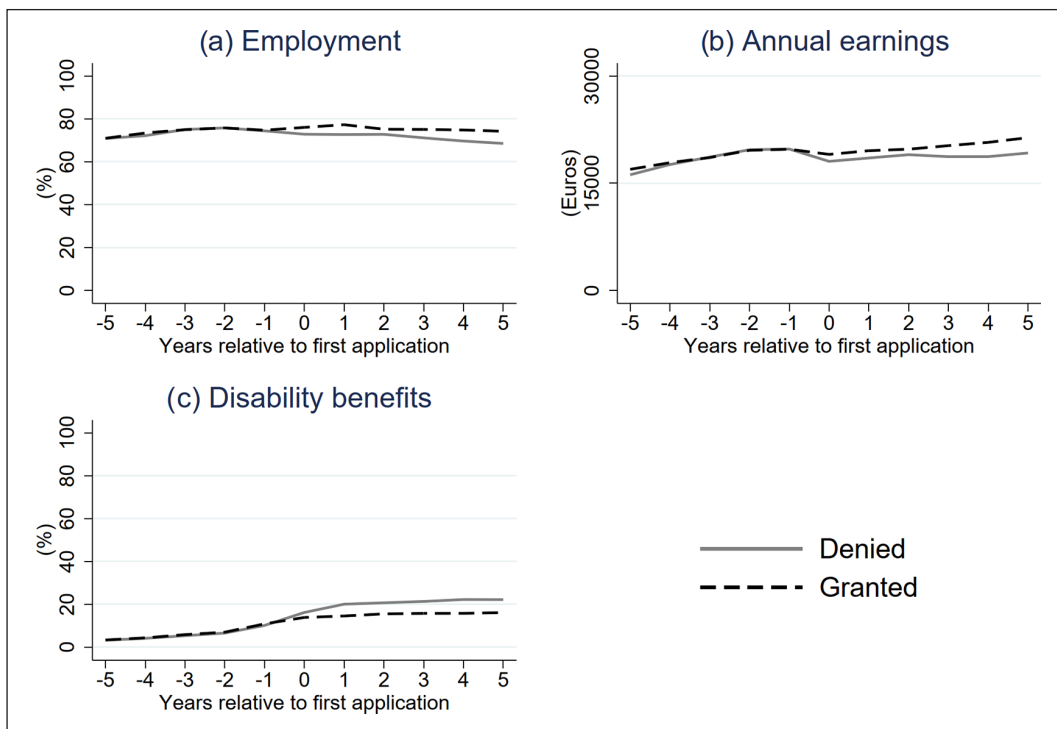 (a) Employment
(%)
100
80
60
40
20
0
-5 -4 -3 -2 -1 0 1 2 3 4 5
Years relative to first application
(b) Annual earnings
(Euros)
30000
15000
0
-5 -4 -3 -2 -1 0 1 2 3 4 5
Years relative to first application
(c) Disability benefits
(%)
100
80
60
40
20
0
-5 -4 -3 -2 -1 0 1 2 3 4 5
Years relative to first application
Denied
Granted